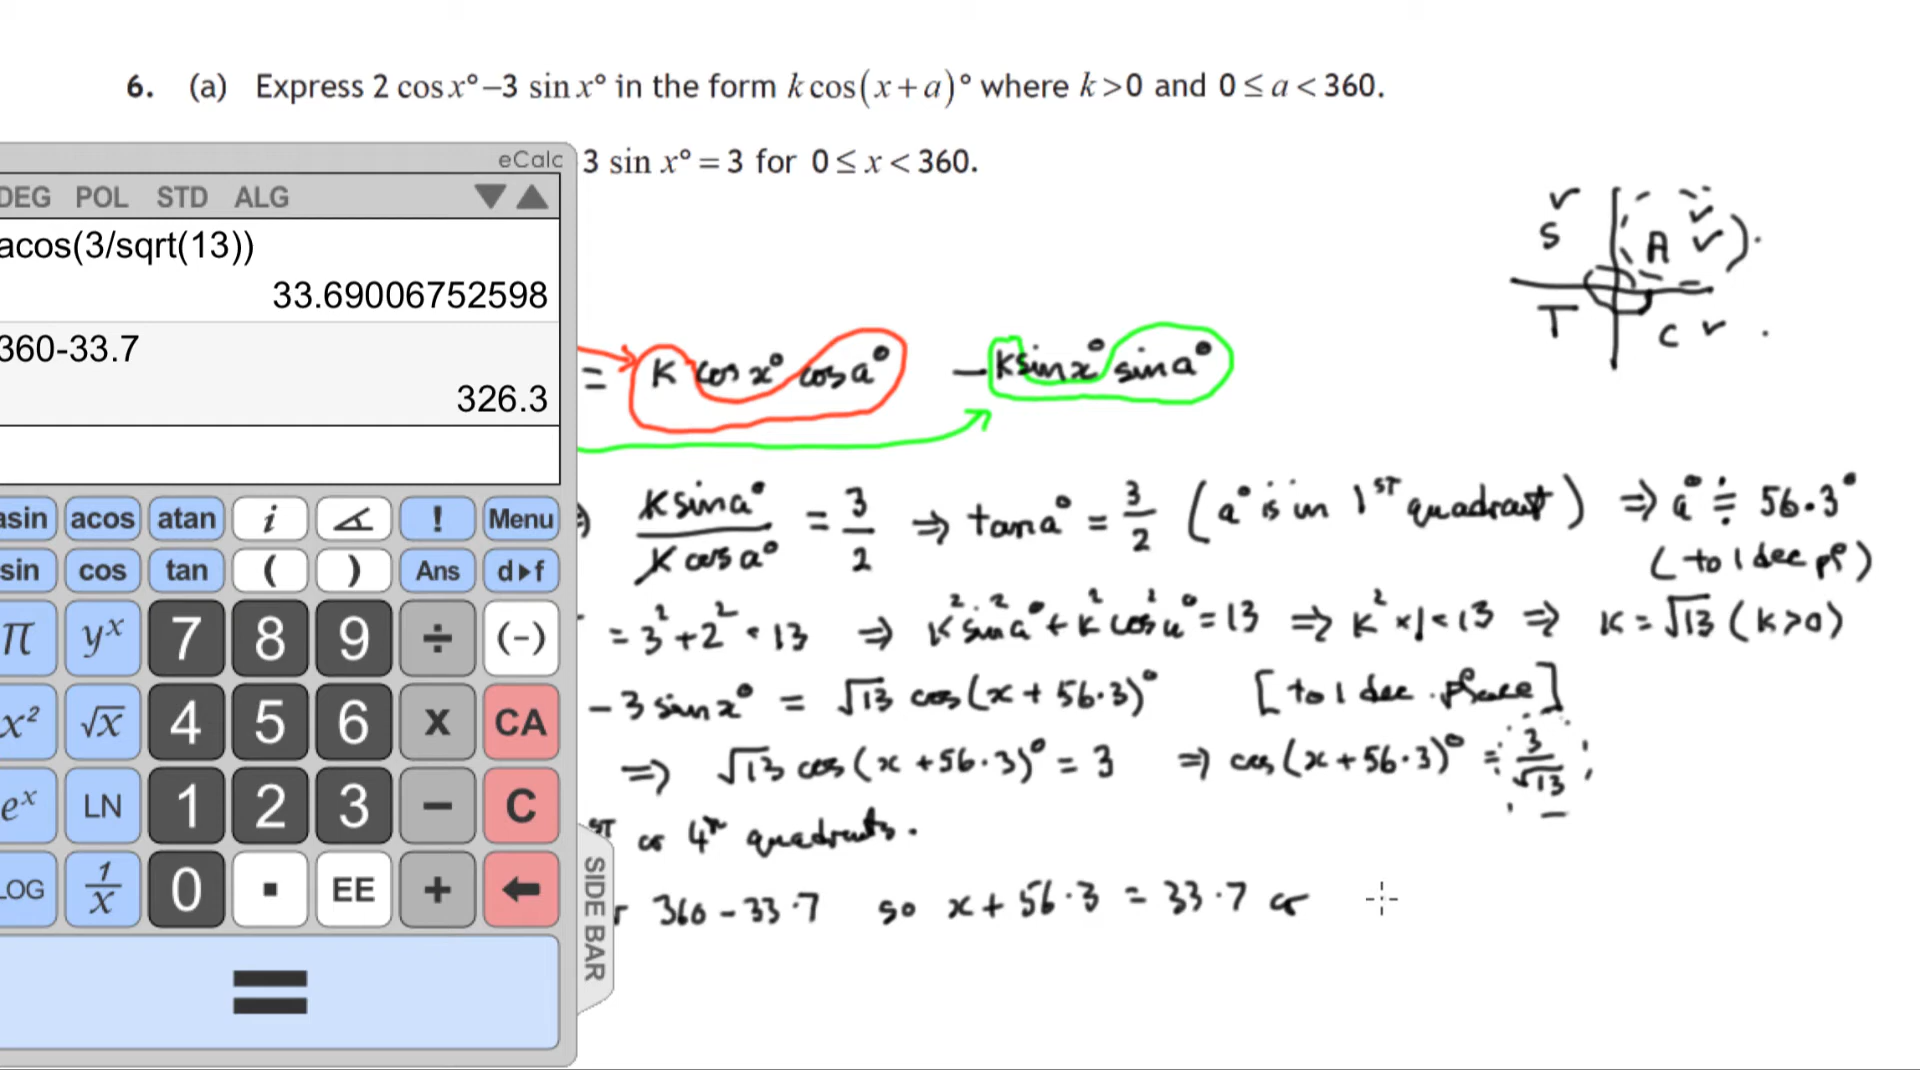 6. (a) Express 2 cos x° – 3 sin x° in the form k cos(x + a)° where k > 0 and 0 ≤ a < 360.
3 sin x° = 3 for 0 ≤ x < 360.
eCalc
DEG POL STD ALG
acos(3/sqrt(13))
33.69006752598
360-33.7
326.3
S A
T C
= k cos x° cos a° – k sin x° sin a°
k sin a° / k cos a° = 3/2 ⇒ tan a° = 3/2 (a° is in 1ST quadrant) ⇒ a° ≑ 56.3°
(to 1 dec pl)
= 3² + 2² = 13 ⇒ k² sin² a° + k² cos² a° = 13 ⇒ k² × 1 = 13 ⇒ k = √13 (k>0)
– 3 sin x° = √13 cos(x + 56.3)° [to 1 dec. place]
⇒ √13 cos(x + 56.3)° = 3 ⇒ cos(x + 56.3)° = 3/√13
ST or 4TH quadrants.
r 360 – 33.7 so x + 56.3 = 33.7 or
asin acos atan i ∠ ! Menu
sin cos tan ( ) Ans d▸f
π yˣ 7 8 9 ÷ (–)
x² √x 4 5 6 x CA
eˣ LN 1 2 3 – C
LOG 1/x 0 . EE + ←
=
SIDE BAR